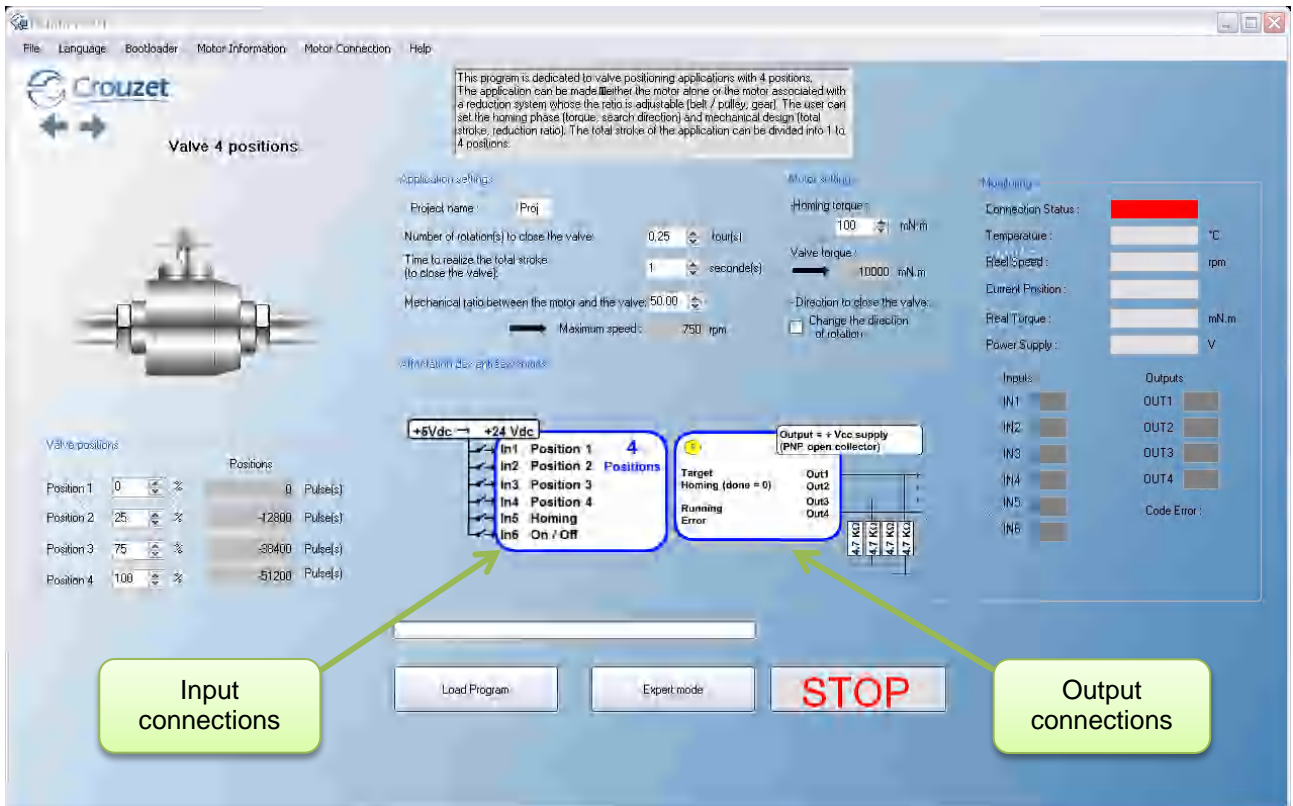 File Language Bootloader Motor Information Motor Connection Help
Crouzet
Valve 4 positions
This program is dedicated to valve positioning applications with 4 positions.
The application can be made either the motor alone or the motor associated with
a reduction system whose the ratio is adjustable (belt / pulley, gear). The user can
set the homing phase (torque, search direction) and mechanical design (total
stroke, reduction ratio). The total stroke of the application can be divided into 1 to
4 positions.
Application settings
Project name : Proj
Number of rotation(s) to close the valve: 0,25 tour(s)
Time to realize the total stroke
(to close the valve): 1 seconde(s)
Mechanical ratio between the motor and the valve: 50.00
Maximum speed : 750 rpm
Motor setting
Homing torque :
100 mN.m
Valve torque :
10000 mN.m
Direction to close the valve:
Change the direction
of rotation
Monitoring
Connection Status :
Temperature : °C
Reel Speed : rpm
Current Position :
Real Torque : mN.m
Power Supply : V
Inputs Outputs
IN1 OUT1
IN2 OUT2
IN3 OUT3
IN4 OUT4
IN5
Code Error :
IN6
Valve positions
Positions
Position 1 0 % 0 Pulse(s)
Position 2 25 % -12800 Pulse(s)
Position 3 75 % -38400 Pulse(s)
Position 4 100 % -51200 Pulse(s)
+5Vdc → +24 Vdc
In1 Position 1
In2 Position 2
In3 Position 3
In4 Position 4
In5 Homing
In6 On / Off
4
Positions
Output = + Vcc supply
(PNP open collector)
Target Out1
Homing (done = 0) Out2
Running Out3
Error Out4
4.7 KΩ
4.7 KΩ
4.7 KΩ
4.7 KΩ
Load Program
Expert mode
STOP
Input
connections
Output
connections